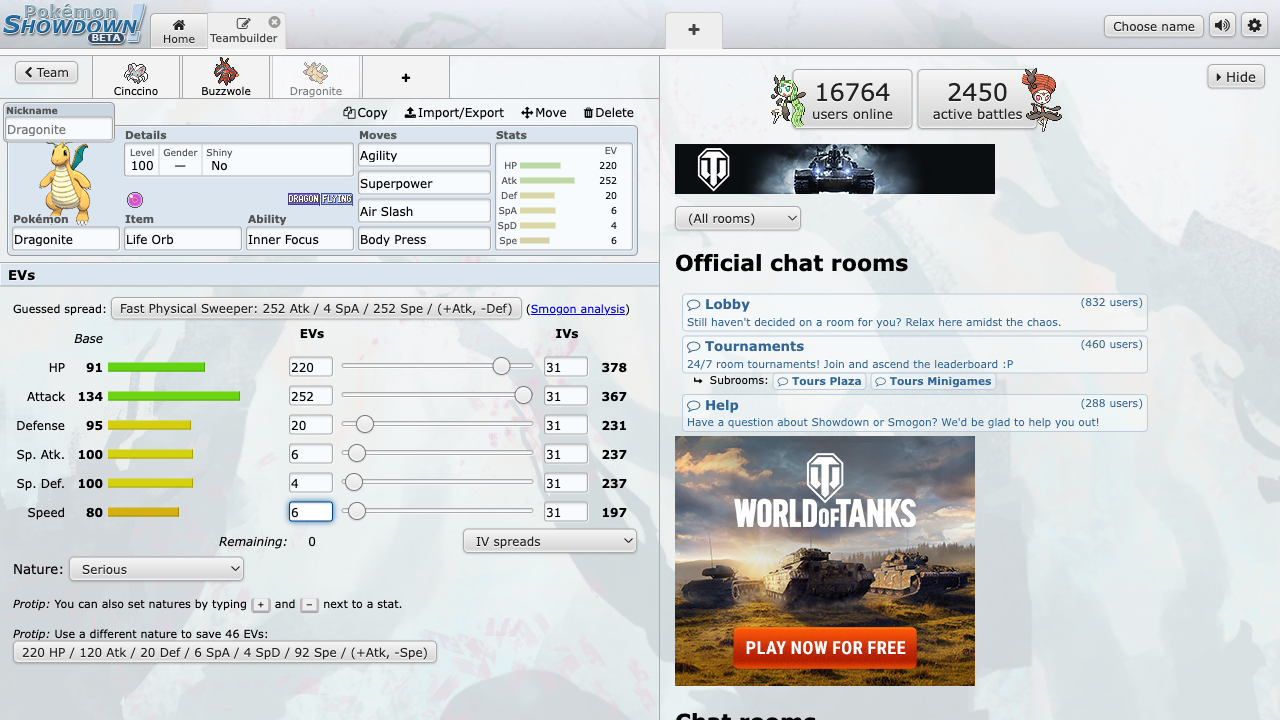 Pokémon
SHOWDOWN!
BETA
Home
Teambuilder
+
Choose name
Team
Cinccino
Buzzwole
Dragonite
+
Nickname
Dragonite
Copy
Import/Export
Move
Delete
Details
Level
100
Gender
—
Shiny
No
DRAGON FLYING
Pokémon
Dragonite
Item
Life Orb
Ability
Inner Focus
Moves
Agility
Superpower
Air Slash
Body Press
Stats
EV
HP 220
Atk 252
Def 20
SpA 6
SpD 4
Spe 6
EVs
Guessed spread: Fast Physical Sweeper: 252 Atk / 4 SpA / 252 Spe / (+Atk, -Def) (Smogon analysis)
Base EVs IVs
HP 91 220 31 378
Attack 134 252 31 367
Defense 95 20 31 231
Sp. Atk. 100 6 31 237
Sp. Def. 100 4 31 237
Speed 80 6 31 197
Remaining: 0
IV spreads
Nature: Serious
Protip: You can also set natures by typing + and − next to a stat.
Protip: Use a different nature to save 46 EVs:
220 HP / 120 Atk / 20 Def / 6 SpA / 4 SpD / 92 Spe / (+Atk, -Spe)
Hide
16764
users online
2450
active battles
(All rooms)
Official chat rooms
Lobby (832 users)
Still haven't decided on a room for you? Relax here amidst the chaos.
Tournaments (460 users)
24/7 room tournaments! Join and ascend the leaderboard :P
↳ Subrooms: Tours Plaza Tours Minigames
Help (288 users)
Have a question about Showdown or Smogon? We'd be glad to help you out!
WORLD OF TANKS
PLAY NOW FOR FREE
Chat rooms